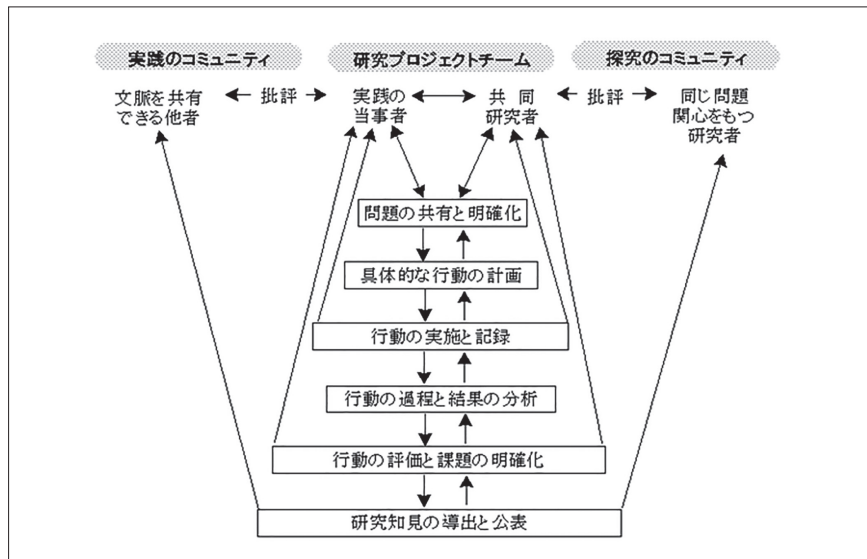 実践のコミュニティ
研究プロジェクトチーム
探究のコミュニティ
文脈を共有
できる他者
批評
実践の
当事者
共同
研究者
批評
同じ問題
関心をもつ
研究者
問題の共有と明確化
具体的な行動の計画
行動の実施と記録
行動の過程と結果の分析
行動の評価と課題の明確化
研究知見の導出と公表